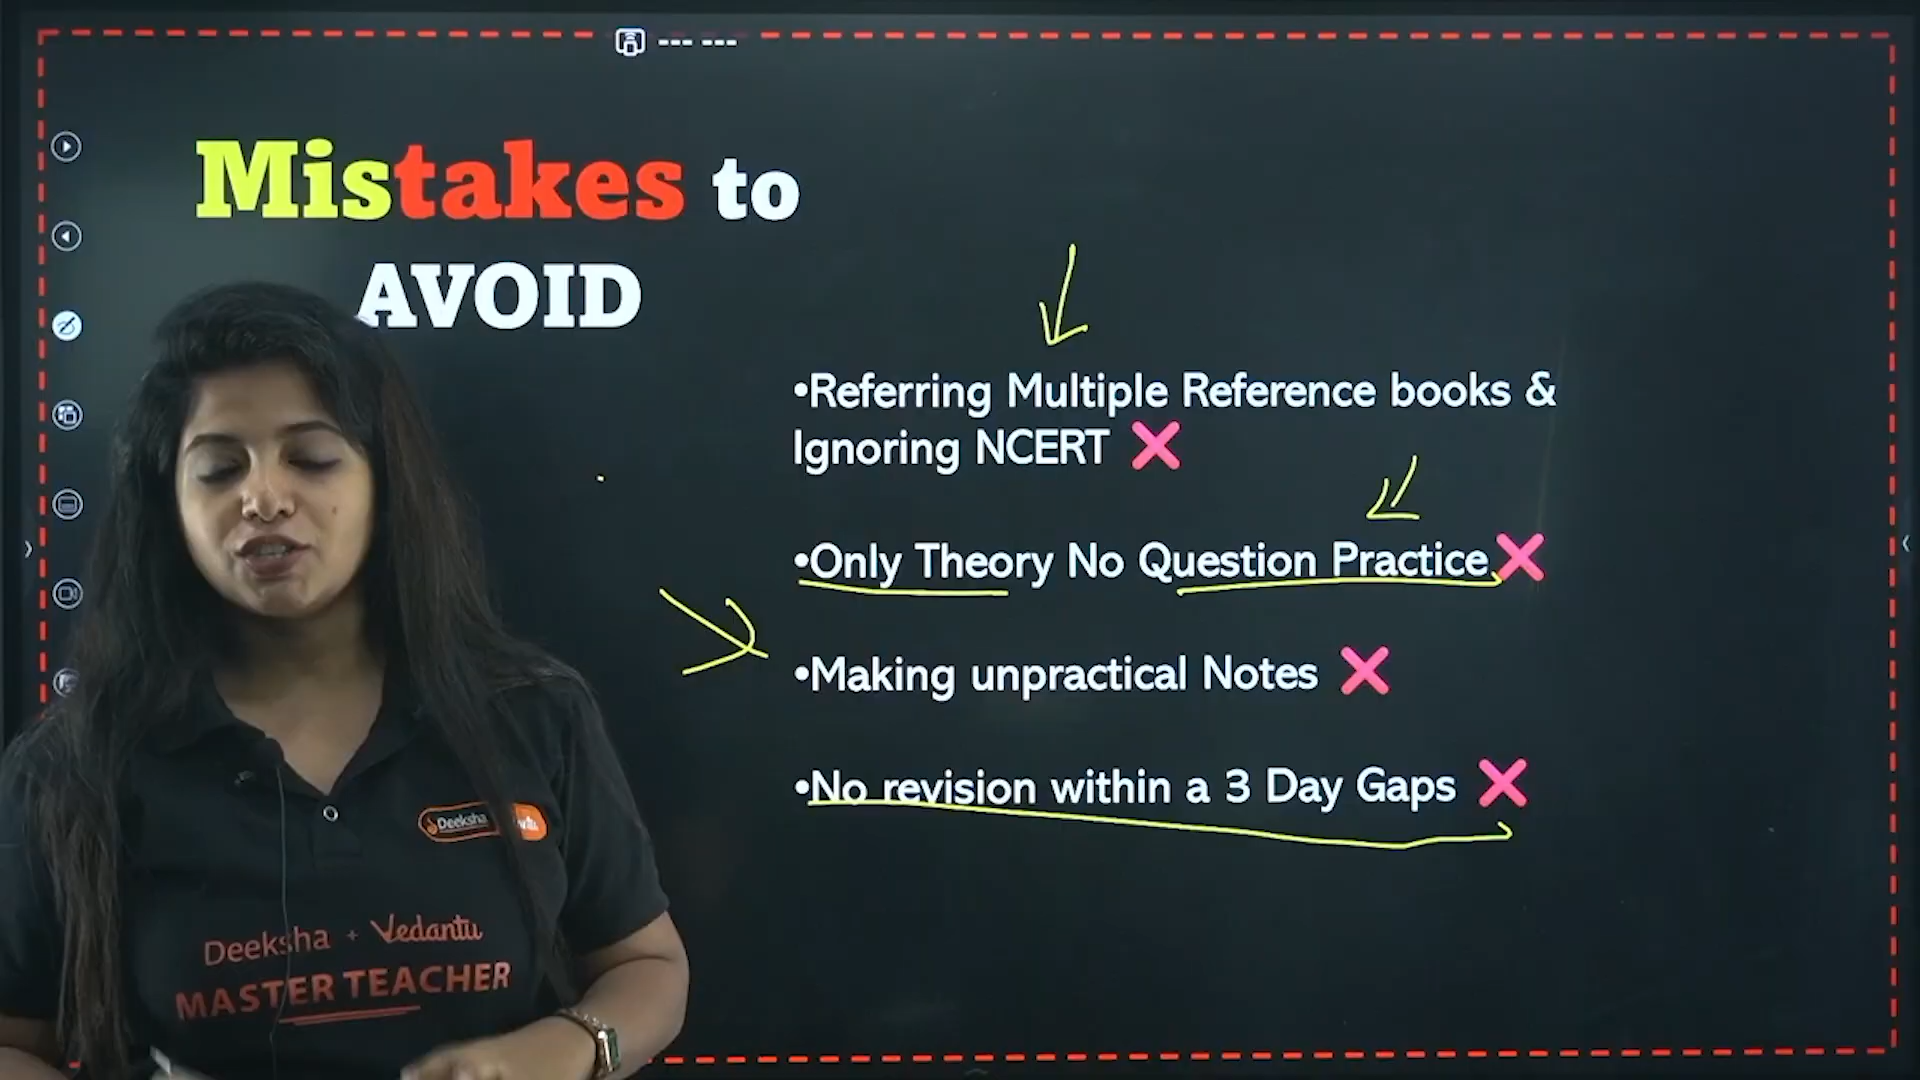 Mistakes to
AVOID
•Referring Multiple Reference books &
Ignoring NCERT ❌
•Only Theory No Question Practice❌
•Making unpractical Notes ❌
•No revision within a 3 Day Gaps ❌
Deeksha
Deeksha + Vedantu
MASTER TEACHER